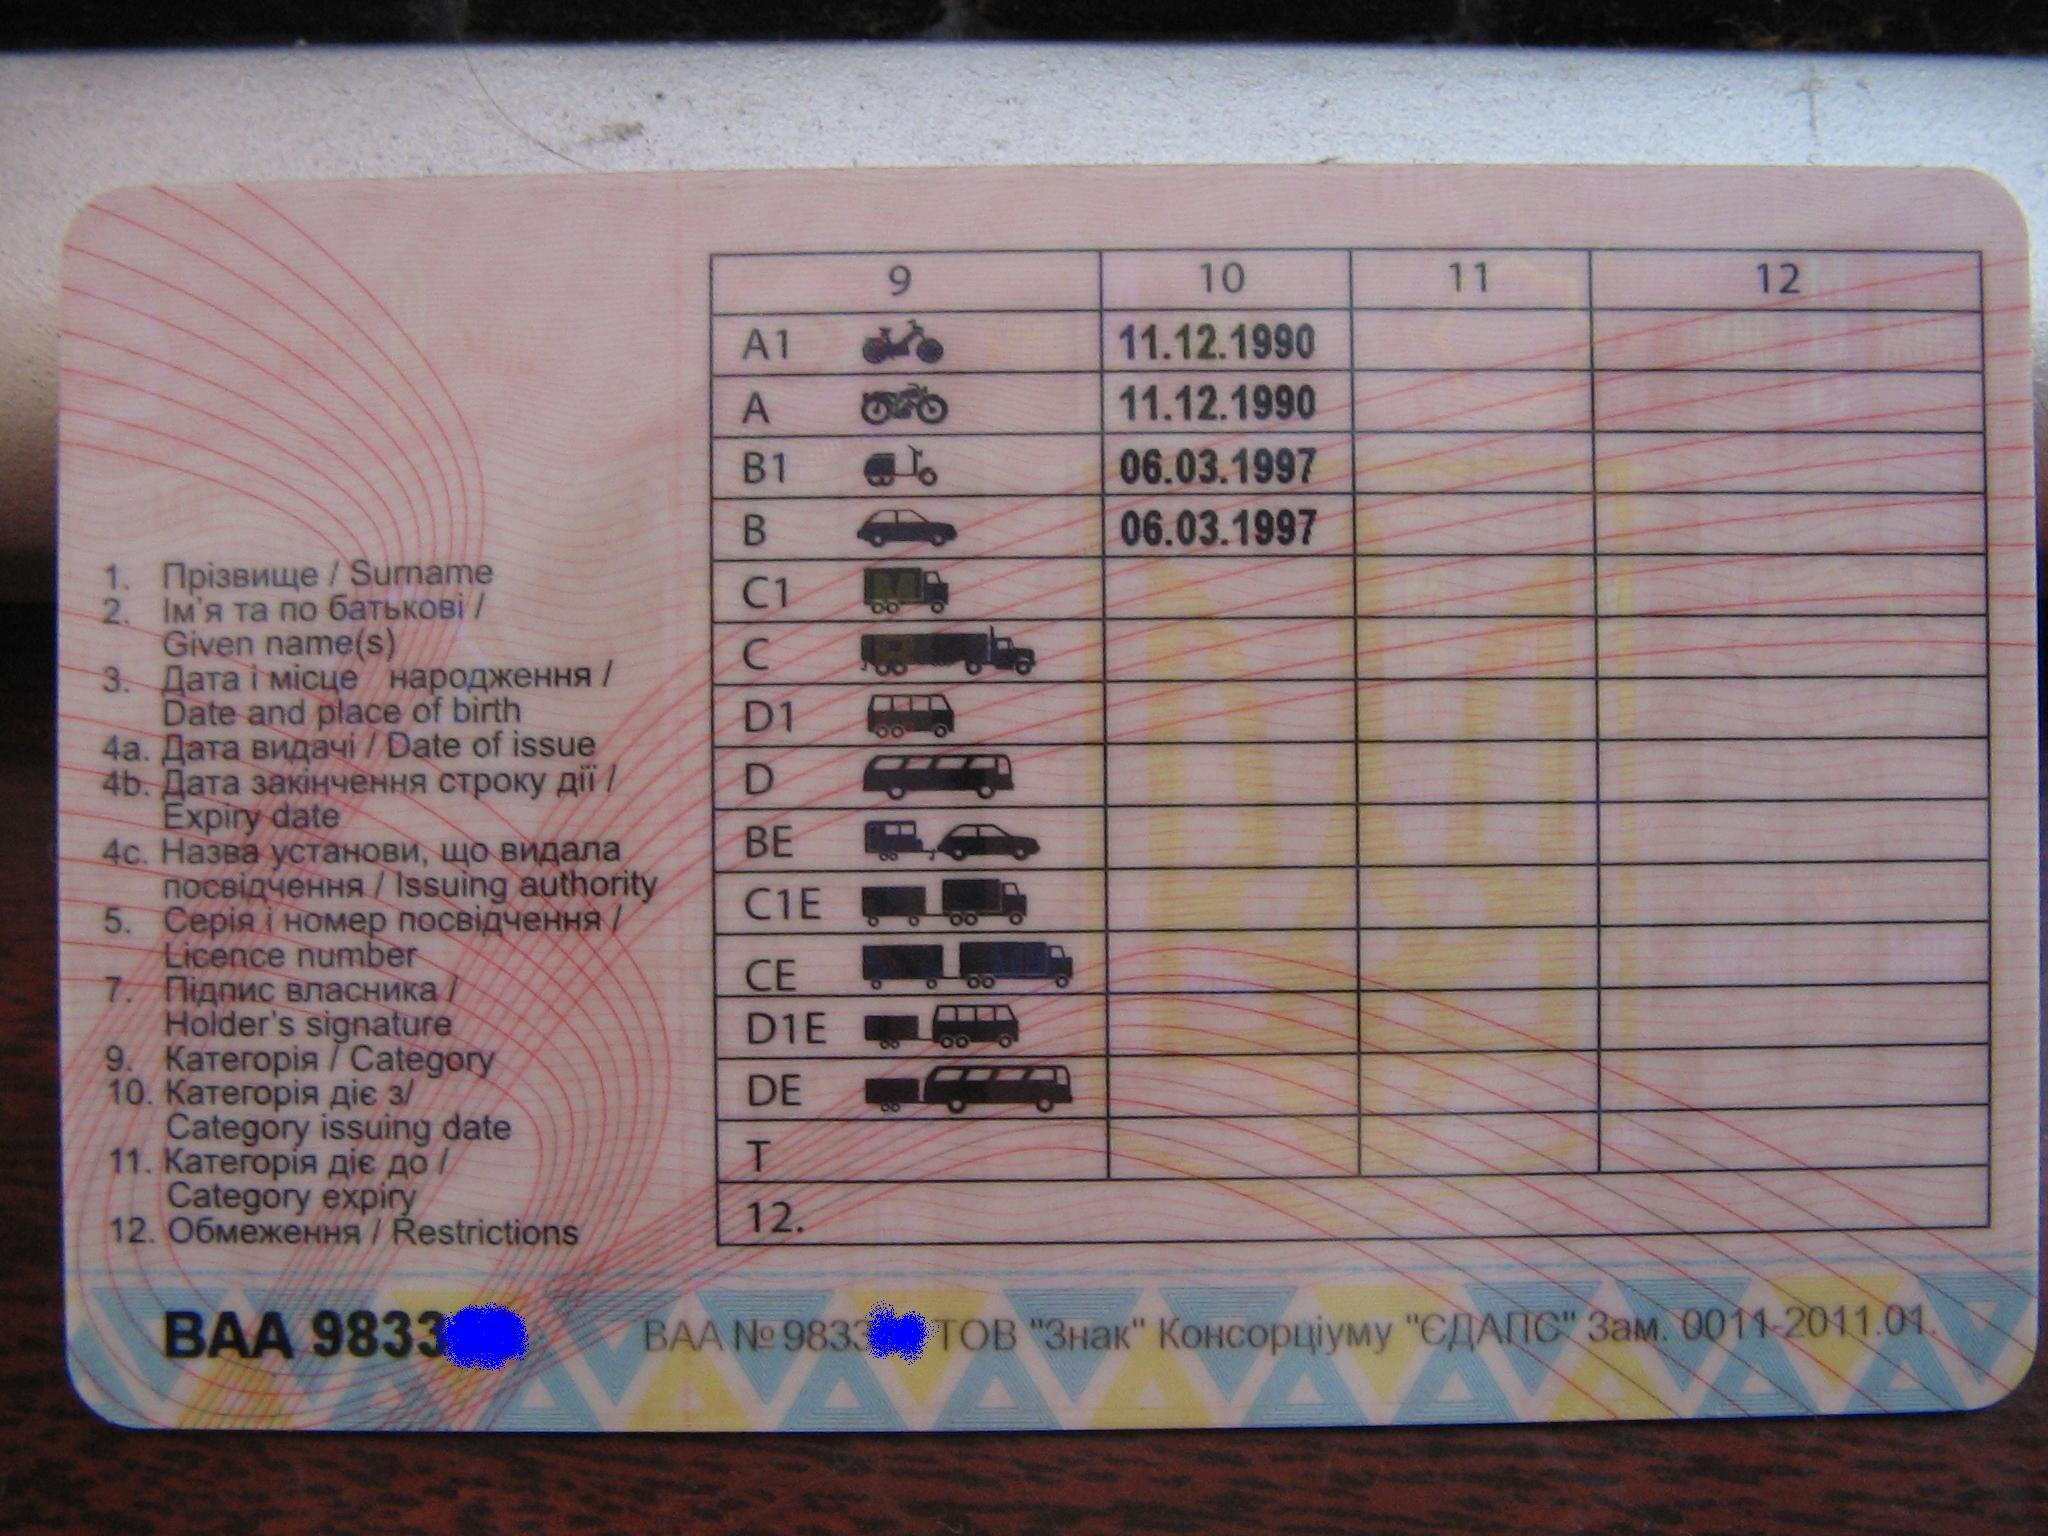 1. Прізвище / Surname
2. Ім'я та по батькові /
Given name(s)
3. Дата і місце народження /
Date and place of birth
4a. Дата видачі / Date of issue
4b. Дата закінчення строку дії /
Expiry date
4c. Назва установи, що видала
посвідчення / Issuing authority
5. Серія і номер посвідчення /
Licence number
7. Підпис власника /
Holder's signature
9. Категорія / Category
10. Категорія діє з/
Category issuing date
11. Категорія діє до /
Category expiry
12. Обмеження / Restrictions
9 10 11 12
A1 11.12.1990
A 11.12.1990
B1 06.03.1997
B 06.03.1997
C1
C
D1
D
BE
C1E
CE
D1E
DE
T
12.
ВАА 9833
ВАА № 9833 ТОВ "Знак" Консорціуму "ЄДАПС" Зам. 0011-2011.01.